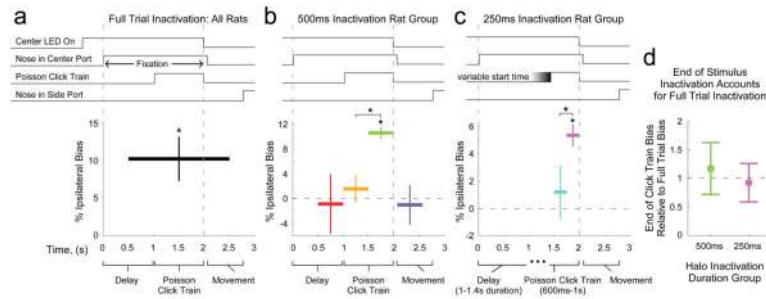 a Full Trial Inactivation: All Rats
b 500ms Inactivation Rat Group
c 250ms Inactivation Rat Group
Center LED On
Nose in Center Port
Fixation
Poisson Click Train
Nose in Side Port
variable start time
d
End of Stimulus
Inactivation Accounts
for Full Trial Inactivation
% Ipsilateral Bias
15
10
5
0
*
% Ipsilateral Bias
12
8
4
0
-4
*
*
% Ipsilateral Bias
6
4
2
0
-2
*
*
End of Click Train Bias
Relative to Full Trial Bias
2
1.5
1
0.5
0
500ms 250ms
Halo Inactivation
Duration Group
Time, (s)
0 0.5 1 1.5 2 2.5 3
0 0.5 1 1.5 2 2.5 3
0 0.5 1 1.5 2 2.5 3
Delay Poisson Click Train Movement
Delay Poisson Click Train Movement
Delay (1-1.4s duration) ••• Poisson Click Train (600ms-1s) Movement